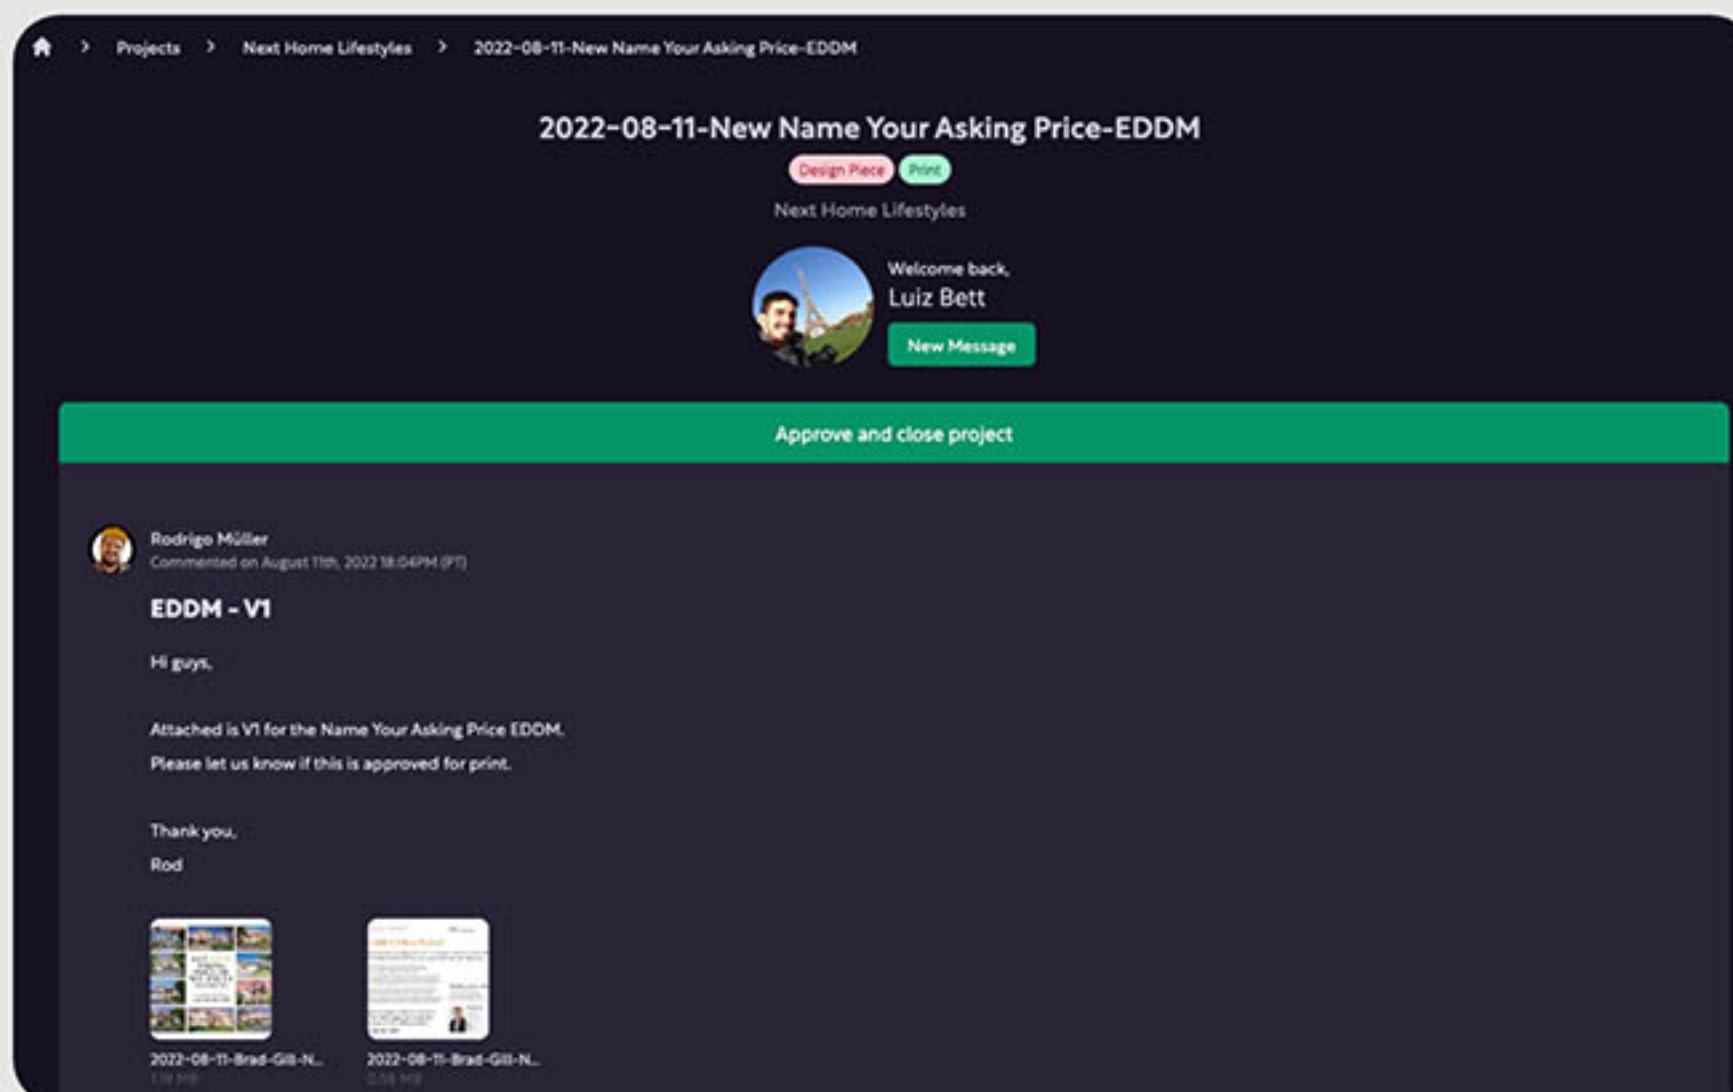 Projects > Next Home Lifestyles > 2022-08-11-New Name Your Asking Price-EDDM
2022-08-11-New Name Your Asking Price-EDDM
Design Piece Print
Next Home Lifestyles
Welcome back,
Luiz Bett
New Message
Approve and close project
Rodrigo Müller
Commented on August 11th, 2022 18:04PM (PT)
EDDM - V1
Hi guys,
Attached is V1 for the Name Your Asking Price EDDM.
Please let us know if this is approved for print.
Thank you,
Rod
2022-08-11-Brad-Gill-N... 2022-08-11-Brad-Gill-N...